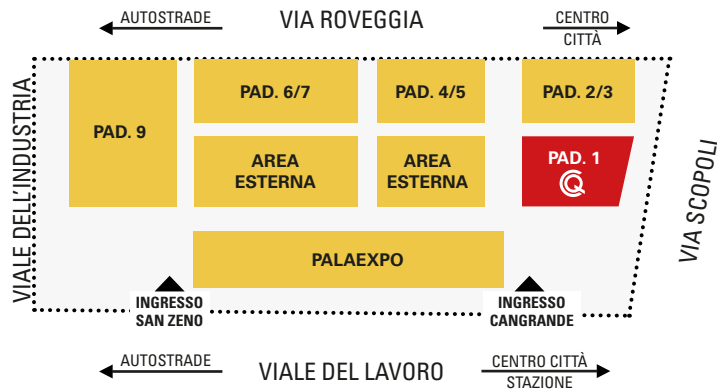 AUTOSTRADE
VIA ROVEGGIA
CENTRO
CITTÀ
VIALE DELL'INDUSTRIA
PAD. 9
PAD. 6/7
PAD. 4/5
PAD. 2/3
AREA
ESTERNA
AREA
ESTERNA
PAD. 1
VIA SCOPOLI
PALAEXPO
INGRESSO
SAN ZENO
INGRESSO
CANGRANDE
AUTOSTRADE
VIALE DEL LAVORO
CENTRO CITTÀ
STAZIONE